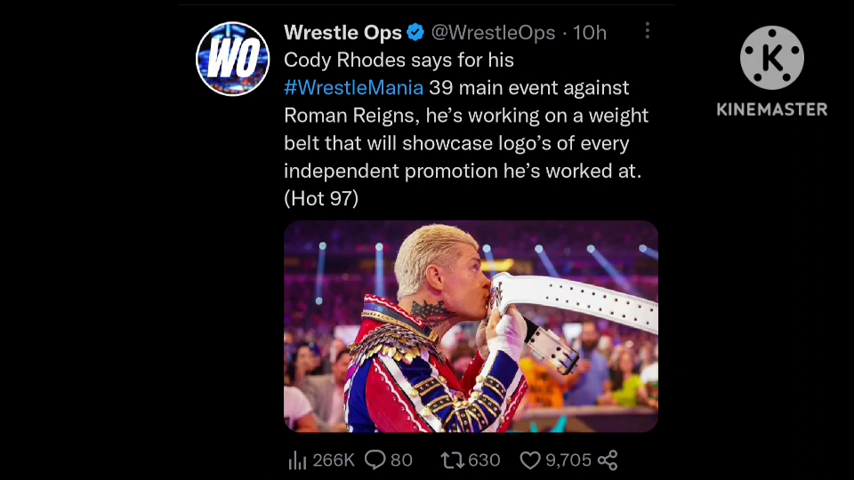 WO
Wrestle Ops @WrestleOps · 10h
Cody Rhodes says for his
#WrestleMania 39 main event against
Roman Reigns, he's working on a weight
belt that will showcase logo's of every
independent promotion he's worked at.
(Hot 97)
266K 80 630 9,705
K
KINEMASTER